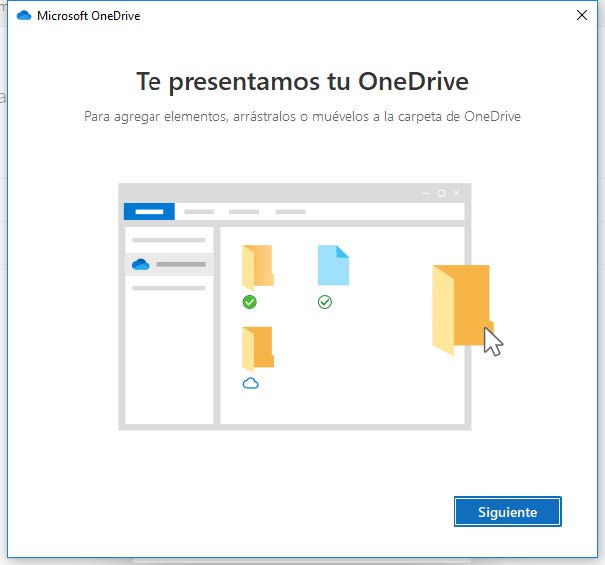 Microsoft OneDrive
Te presentamos tu OneDrive
Para agregar elementos, arrástralos o muévelos a la carpeta de OneDrive
Siguiente